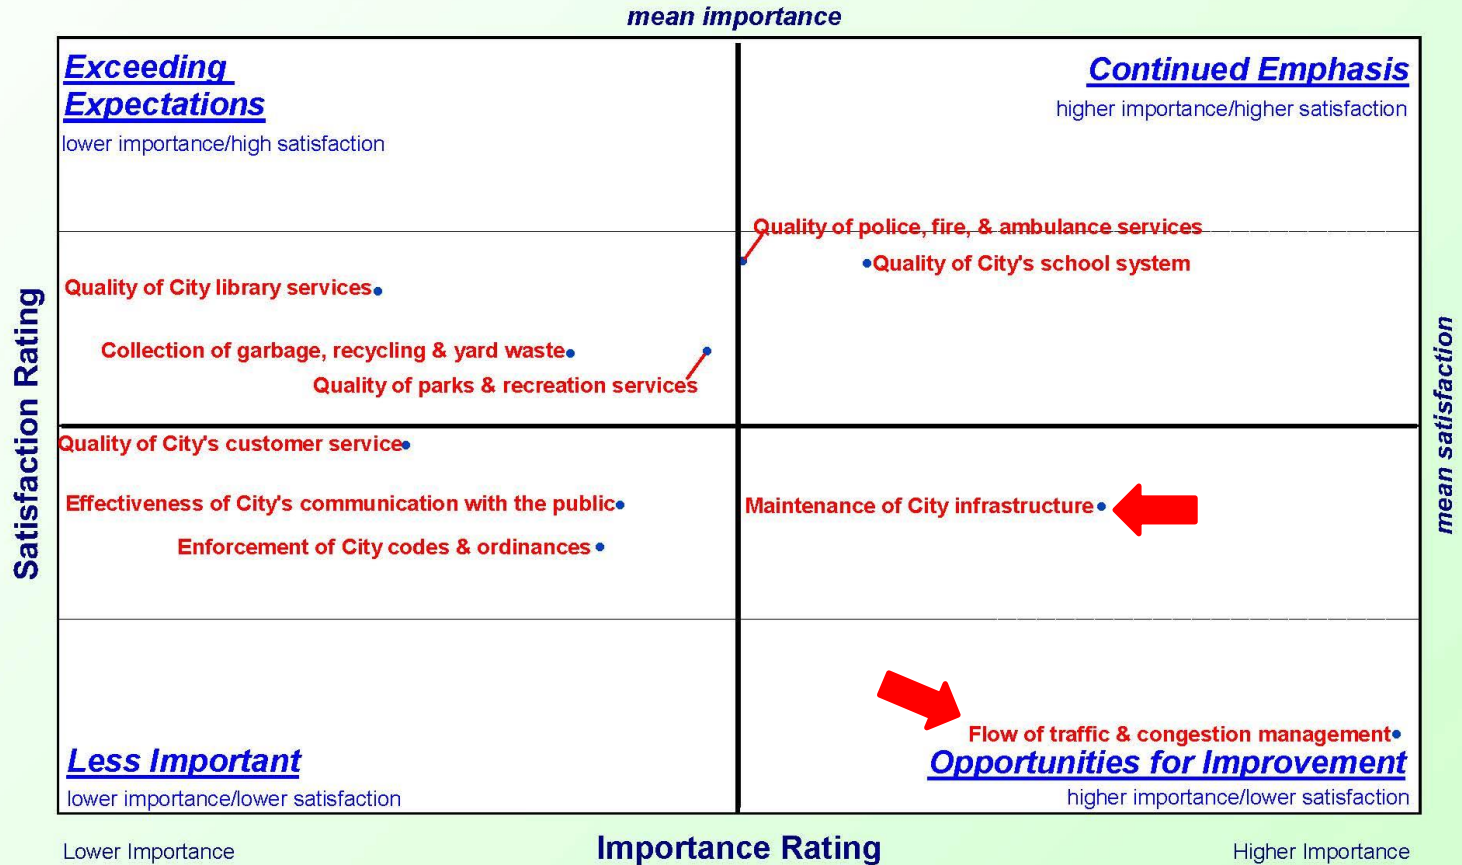 mean importance
Exceeding
Expectations
lower importance/high satisfaction
Continued Emphasis
higher importance/higher satisfaction
Quality of police, fire, & ambulance services
Quality of City's school system
Quality of City library services
Collection of garbage, recycling & yard waste
Quality of parks & recreation services
Satisfaction Rating
mean satisfaction
Quality of City's customer service
Effectiveness of City's communication with the public
Maintenance of City infrastructure
Enforcement of City codes & ordinances
Flow of traffic & congestion management
Less Important
lower importance/lower satisfaction
Opportunities for Improvement
higher importance/lower satisfaction
Lower Importance
Importance Rating
Higher Importance